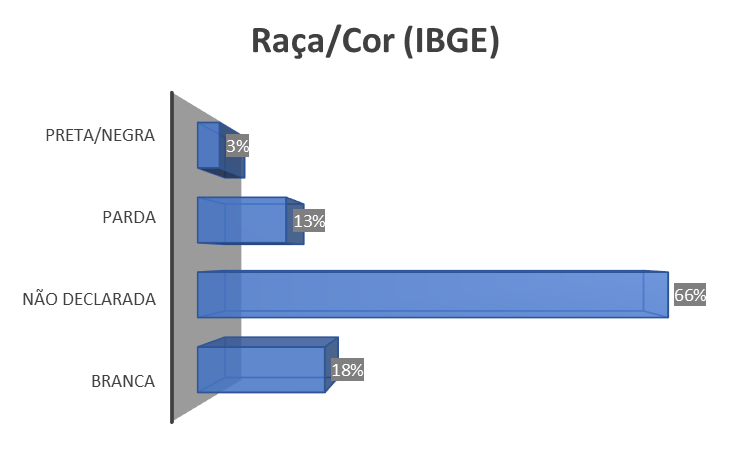 Raça/Cor (IBGE)
PRETA/NEGRA
3%
PARDA
13%
NÃO DECLARADA
66%
BRANCA
18%